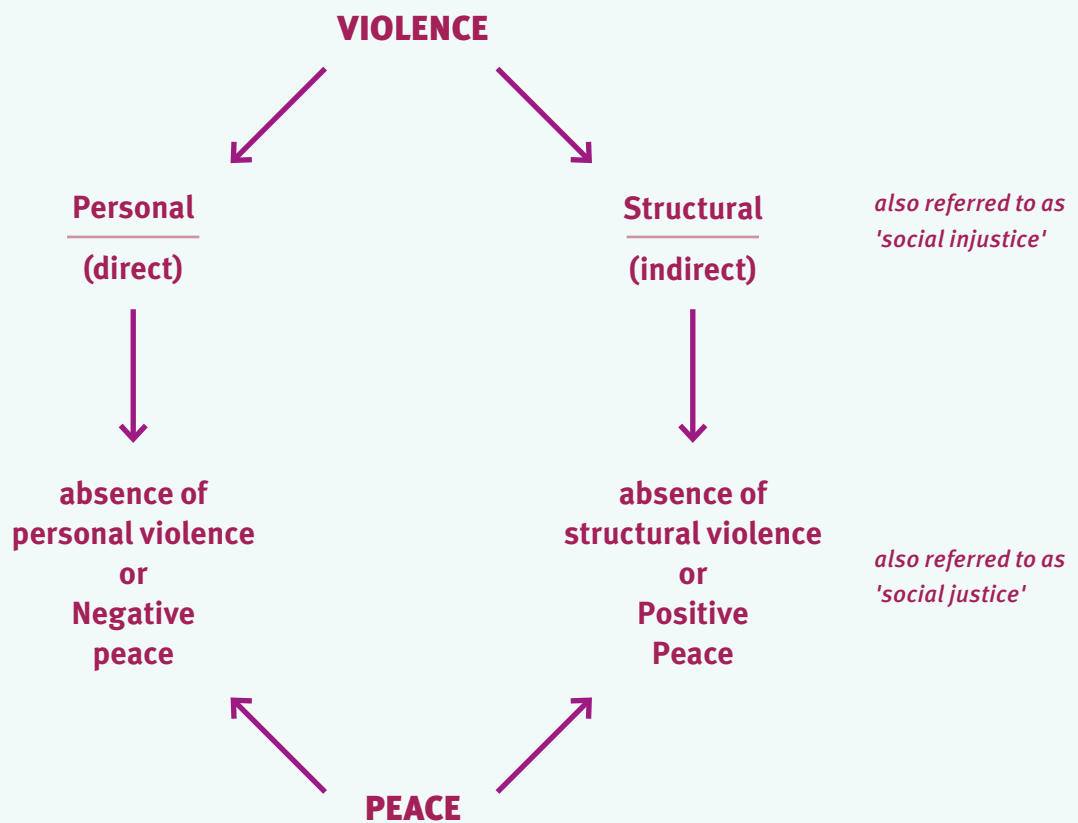 VIOLENCE
Personal
(direct)
Structural
(indirect)
also referred to as
'social injustice'
absence of
personal violence
or
Negative
peace
absence of
structural violence
or
Positive
Peace
also referred to as
'social justice'
PEACE